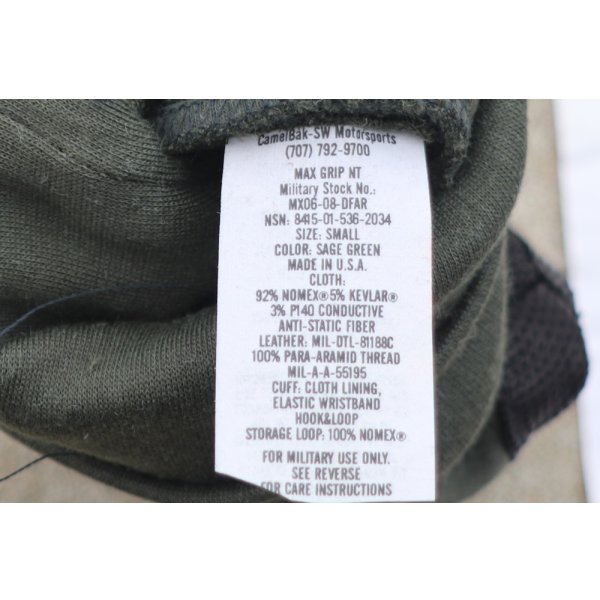 CamelBak-SW Motorsports
(707) 792-9700
MAX GRIP NT
Military Stock No.:
MX06-08-DFAR
NSN: 8415-01-536-2034
SIZE: SMALL
COLOR: SAGE GREEN
MADE IN U.S.A.
CLOTH:
92% NOMEX® 5% KEVLAR®
3% P140 CONDUCTIVE
ANTI-STATIC FIBER
LEATHER: MIL-DTL-81188C
100% PARA-ARAMID THREAD
MIL-A-A-55195
CUFF: CLOTH LINING,
ELASTIC WRISTBAND
HOOK&LOOP
STORAGE LOOP: 100% NOMEX®
FOR MILITARY USE ONLY.
SEE REVERSE
FOR CARE INSTRUCTIONS